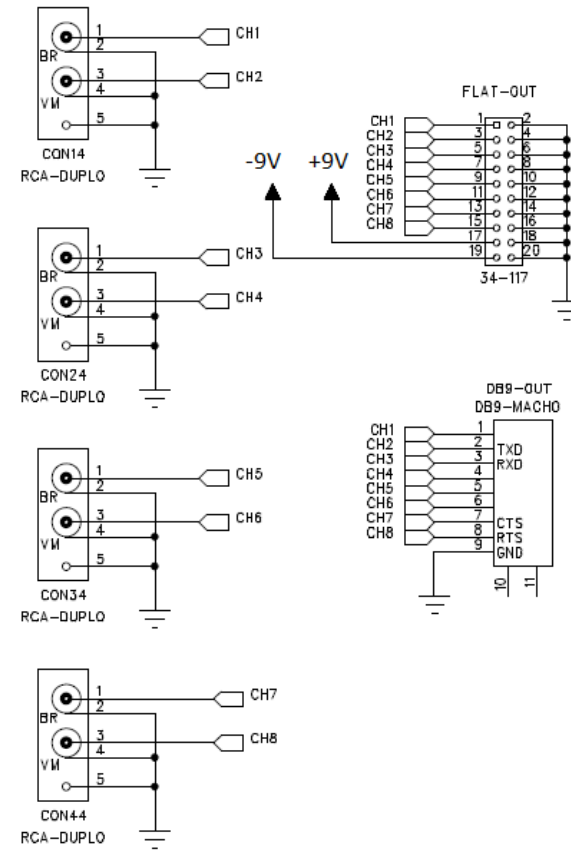 1
CH1
BR
2
3
CH2
VM
4
5
CON14
RCA-DUPLO
1
CH3
BR
2
3
CH4
VM
4
5
CON24
RCA-DUPLO
1
CH5
BR
2
3
CH6
VM
4
5
CON34
RCA-DUPLO
1
CH7
BR
2
3
CH8
VM
4
5
CON44
RCA-DUPLO
-9V +9V
FLAT-OUT
CH1 1 2
CH2 3 4
CH3 5 6
CH4 7 8
CH5 9 10
CH6 11 12
CH7 13 14
CH8 15 16
17 18
19 20
34-117
DB9-OUT
DB9-MACHO
CH1 1
CH2 2 TXD
CH3 3 RXD
CH4 4
CH5 5
CH6 6
CH7 7 CTS
CH8 8 RTS
9 GND
10 11